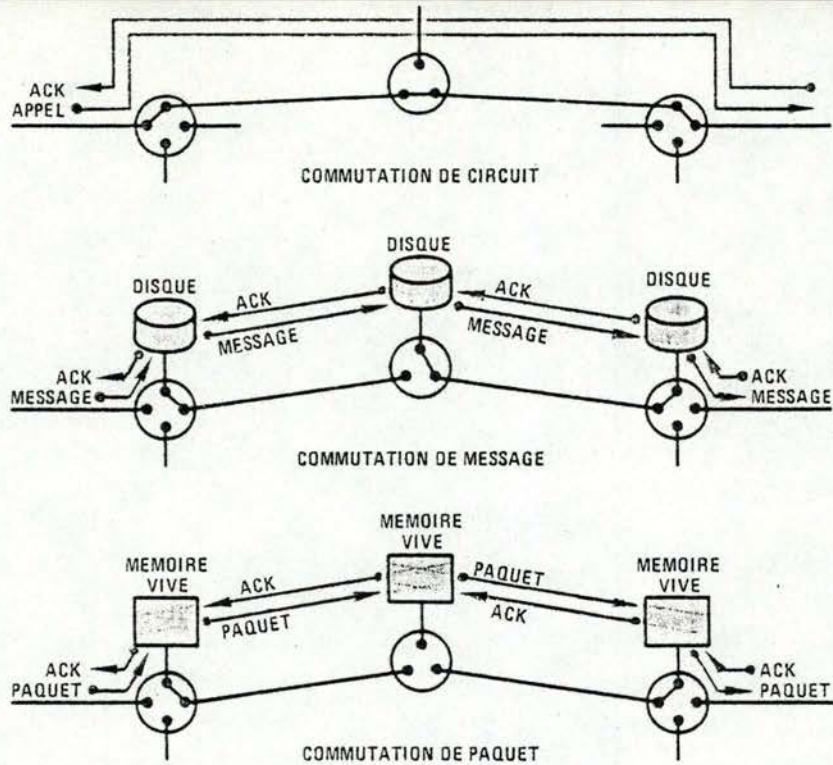 ACK
APPEL
COMMUTATION DE CIRCUIT
DISQUE
DISQUE
DISQUE
ACK
ACK
MESSAGE
MESSAGE
ACK
MESSAGE
ACK
MESSAGE
COMMUTATION DE MESSAGE
MEMOIRE
VIVE
MEMOIRE
VIVE
MEMOIRE
VIVE
ACK
PAQUET
PAQUET
ACK
ACK
PAQUET
ACK
PAQUET
COMMUTATION DE PAQUET